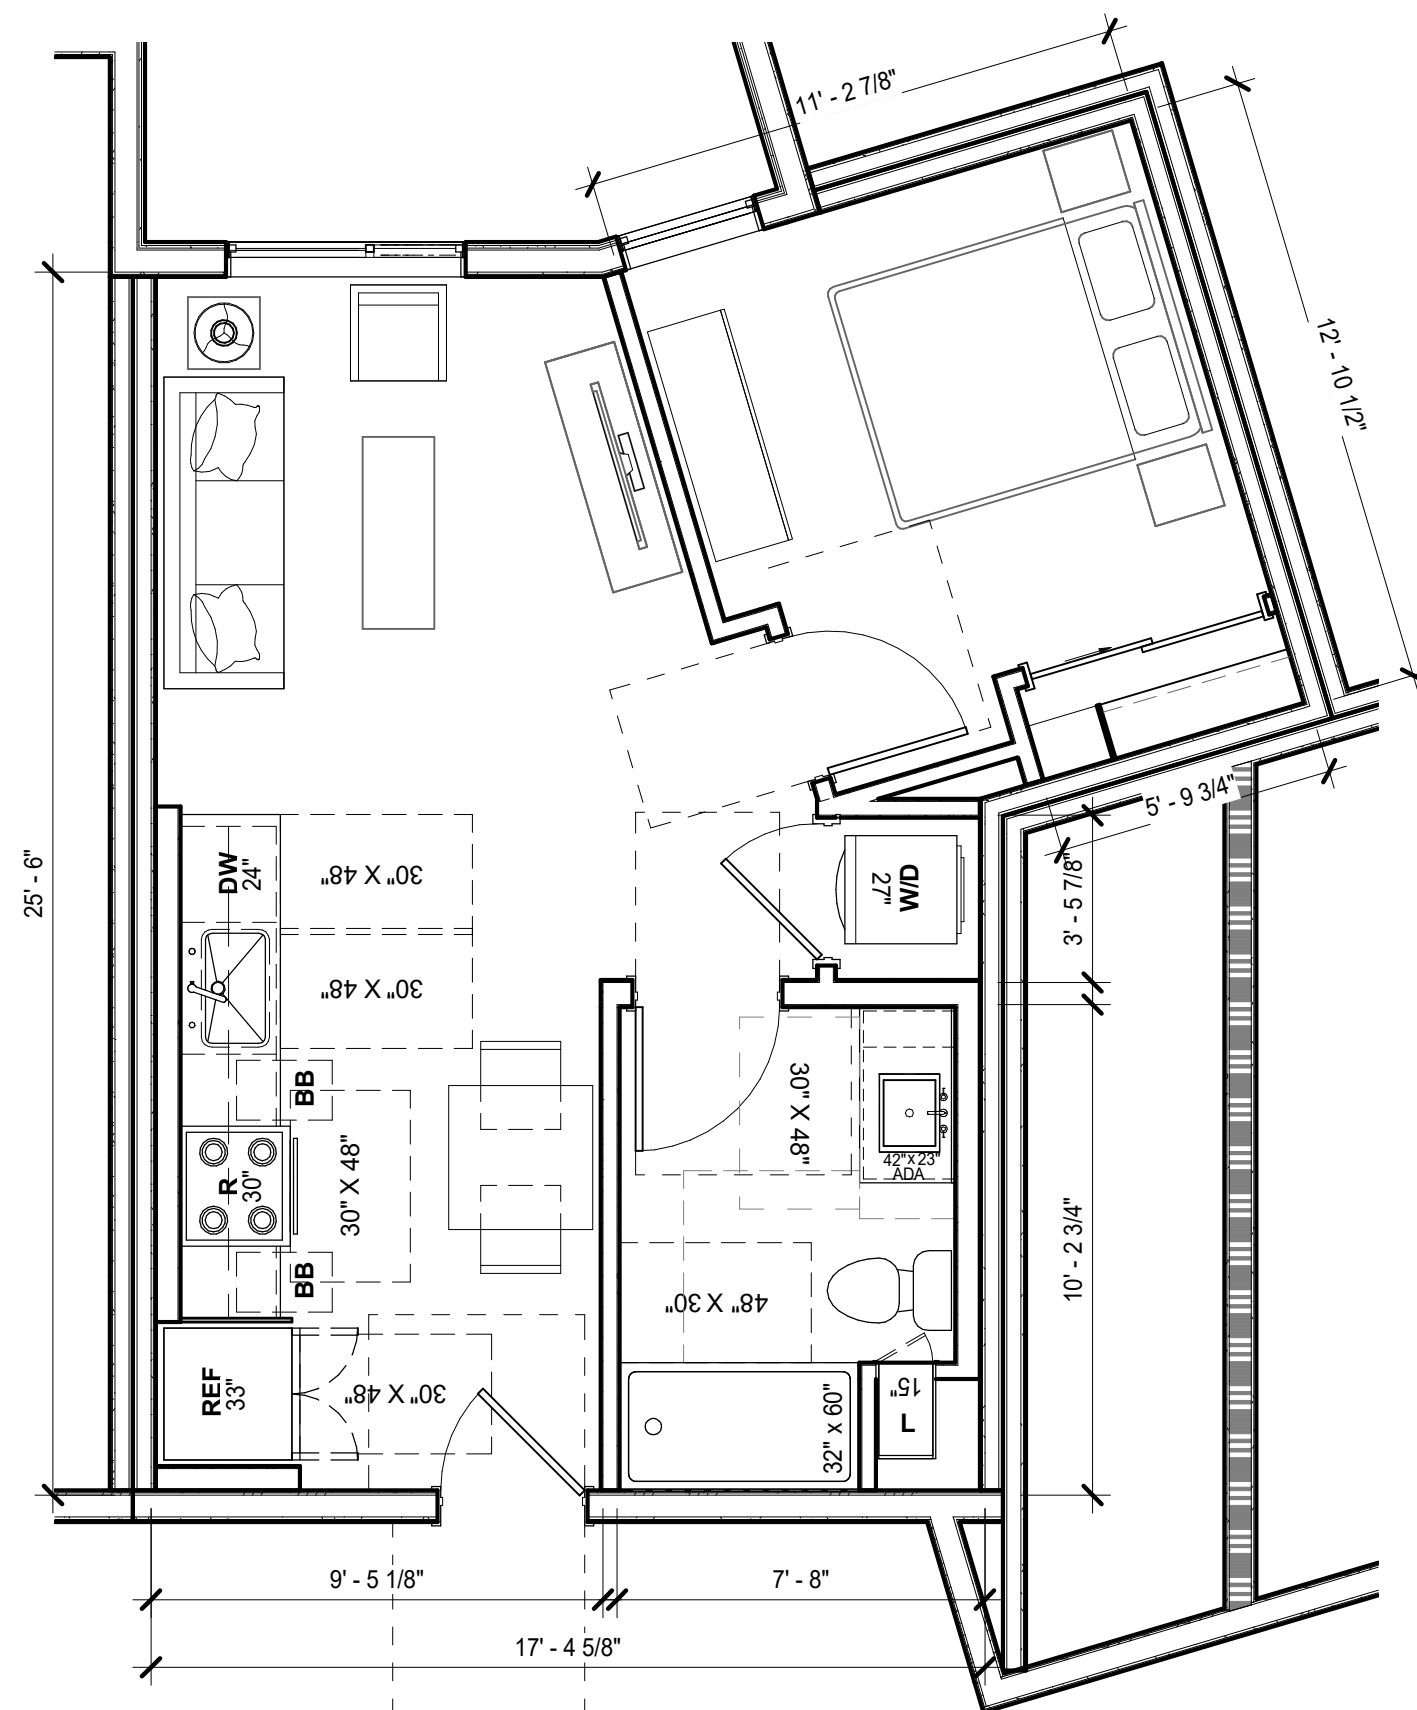 11' - 2 7/8"
12' - 10 1/2"
5' - 9 3/4"
25' - 6"
DW
24"
30" X 48"
W/D
27"
3' - 5 7/8"
30" X 48"
BB
30" X 48"
R
30"
30" X 48"
42"x 23"
ADA
10' - 2 3/4"
BB
48" X 30"
REF
33"
30" X 48"
32" x 60"
15"
L
9' - 5 1/8"
7' - 8"
17' - 4 5/8"